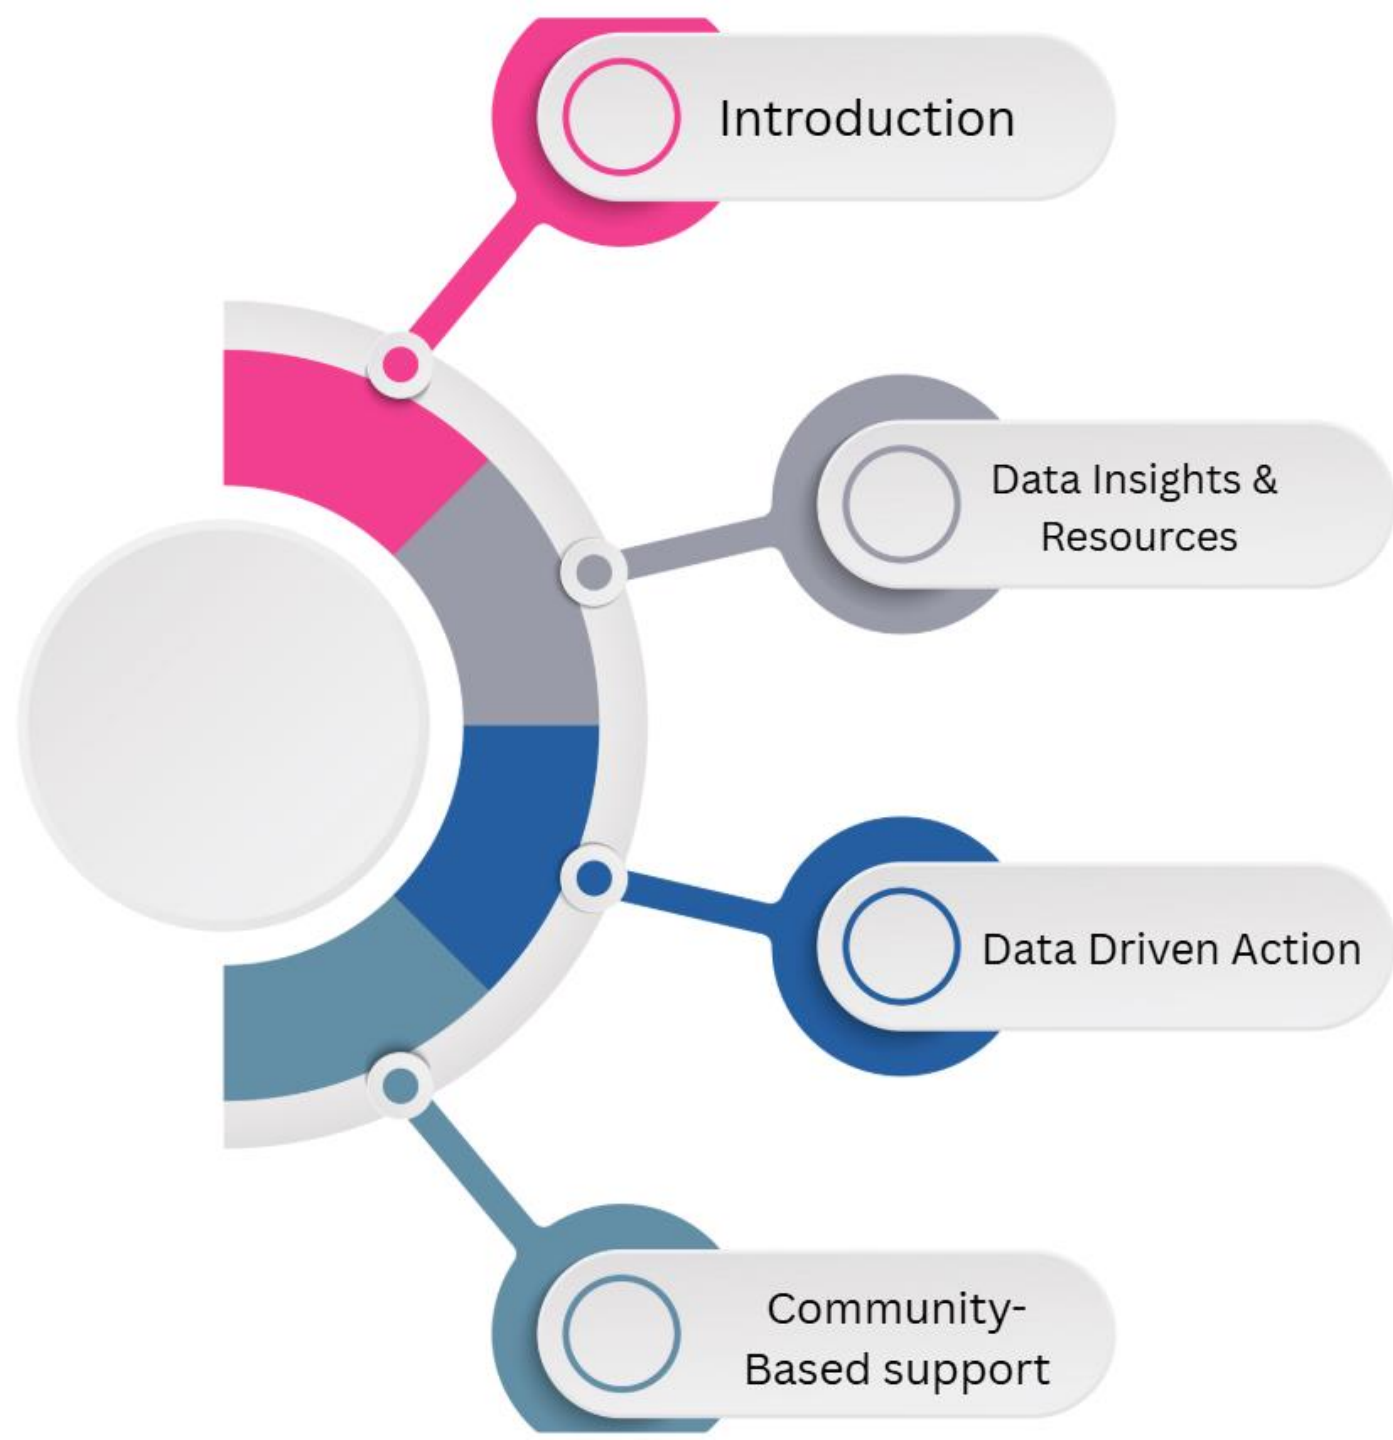 Introduction
Data Insights &
Resources
Data Driven Action
Community-
Based support